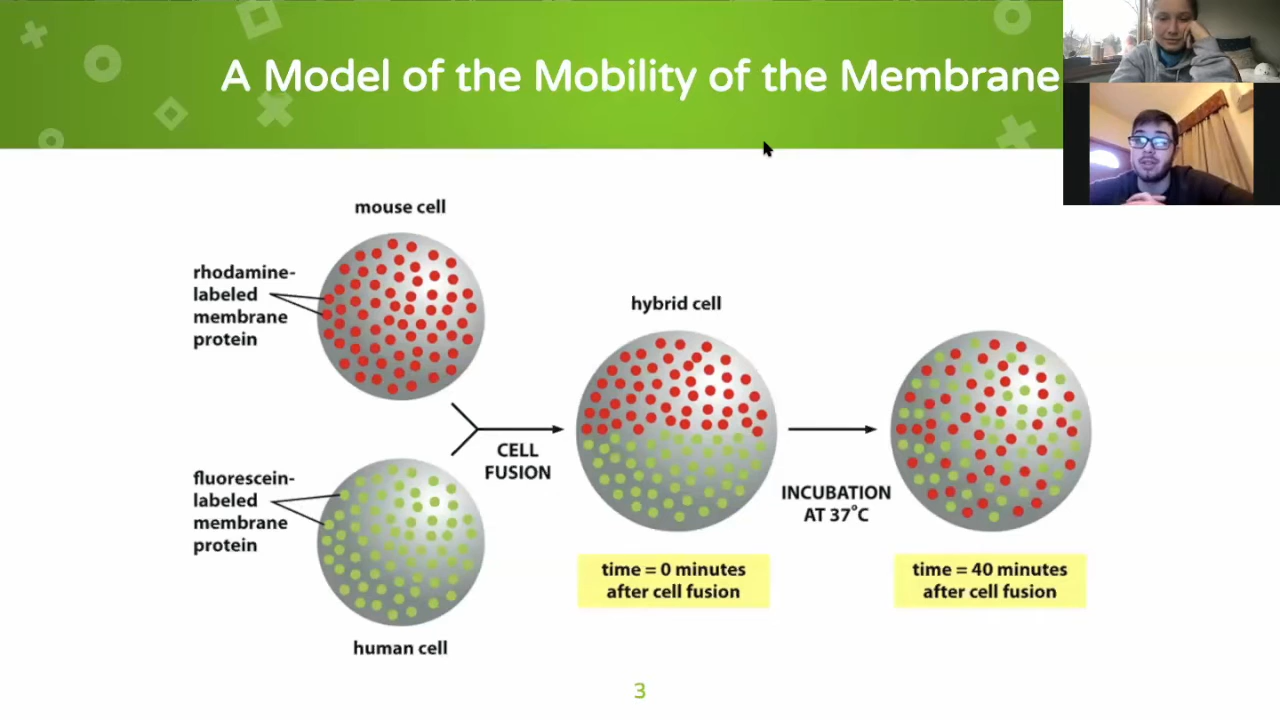 A Model of the Mobility of the Membrane
mouse cell
rhodamine-
labeled
membrane
protein
hybrid cell
CELL
FUSION
fluorescein-
labeled
membrane
protein
INCUBATION
AT 37°C
time = 0 minutes
after cell fusion
time = 40 minutes
after cell fusion
human cell
3